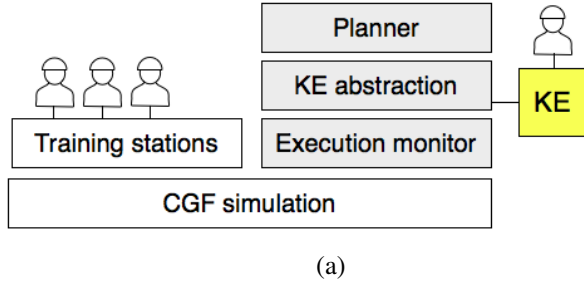 Planner
KE abstraction
KE
Training stations
Execution monitor
CGF simulation
(a)